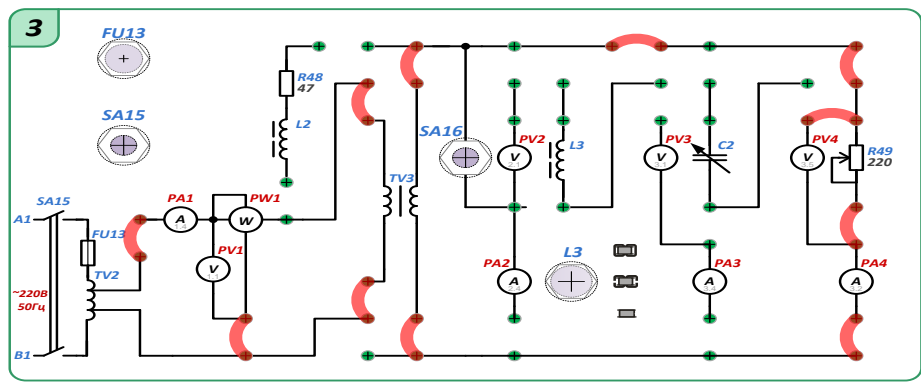 3
FU13
SA15
R48
47
L2
SA16
PV2
L3
PV3
C2
PV4
R49
220
V
V
V
SA15
PA1
PW1
TV3
A1
A
W
FU13
PV1
TV2
V
L3
~220В
50Гц
PA2
PA3
PA4
A
A
A
B1